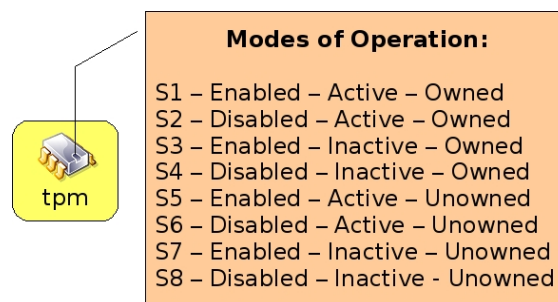 Modes of Operation:
S1 – Enabled – Active – Owned
S2 – Disabled – Active – Owned
S3 – Enabled – Inactive – Owned
S4 – Disabled – Inactive – Owned
S5 – Enabled – Active – Unowned
S6 – Disabled – Active – Unowned
S7 – Enabled – Inactive – Unowned
S8 – Disabled – Inactive - Unowned
tpm